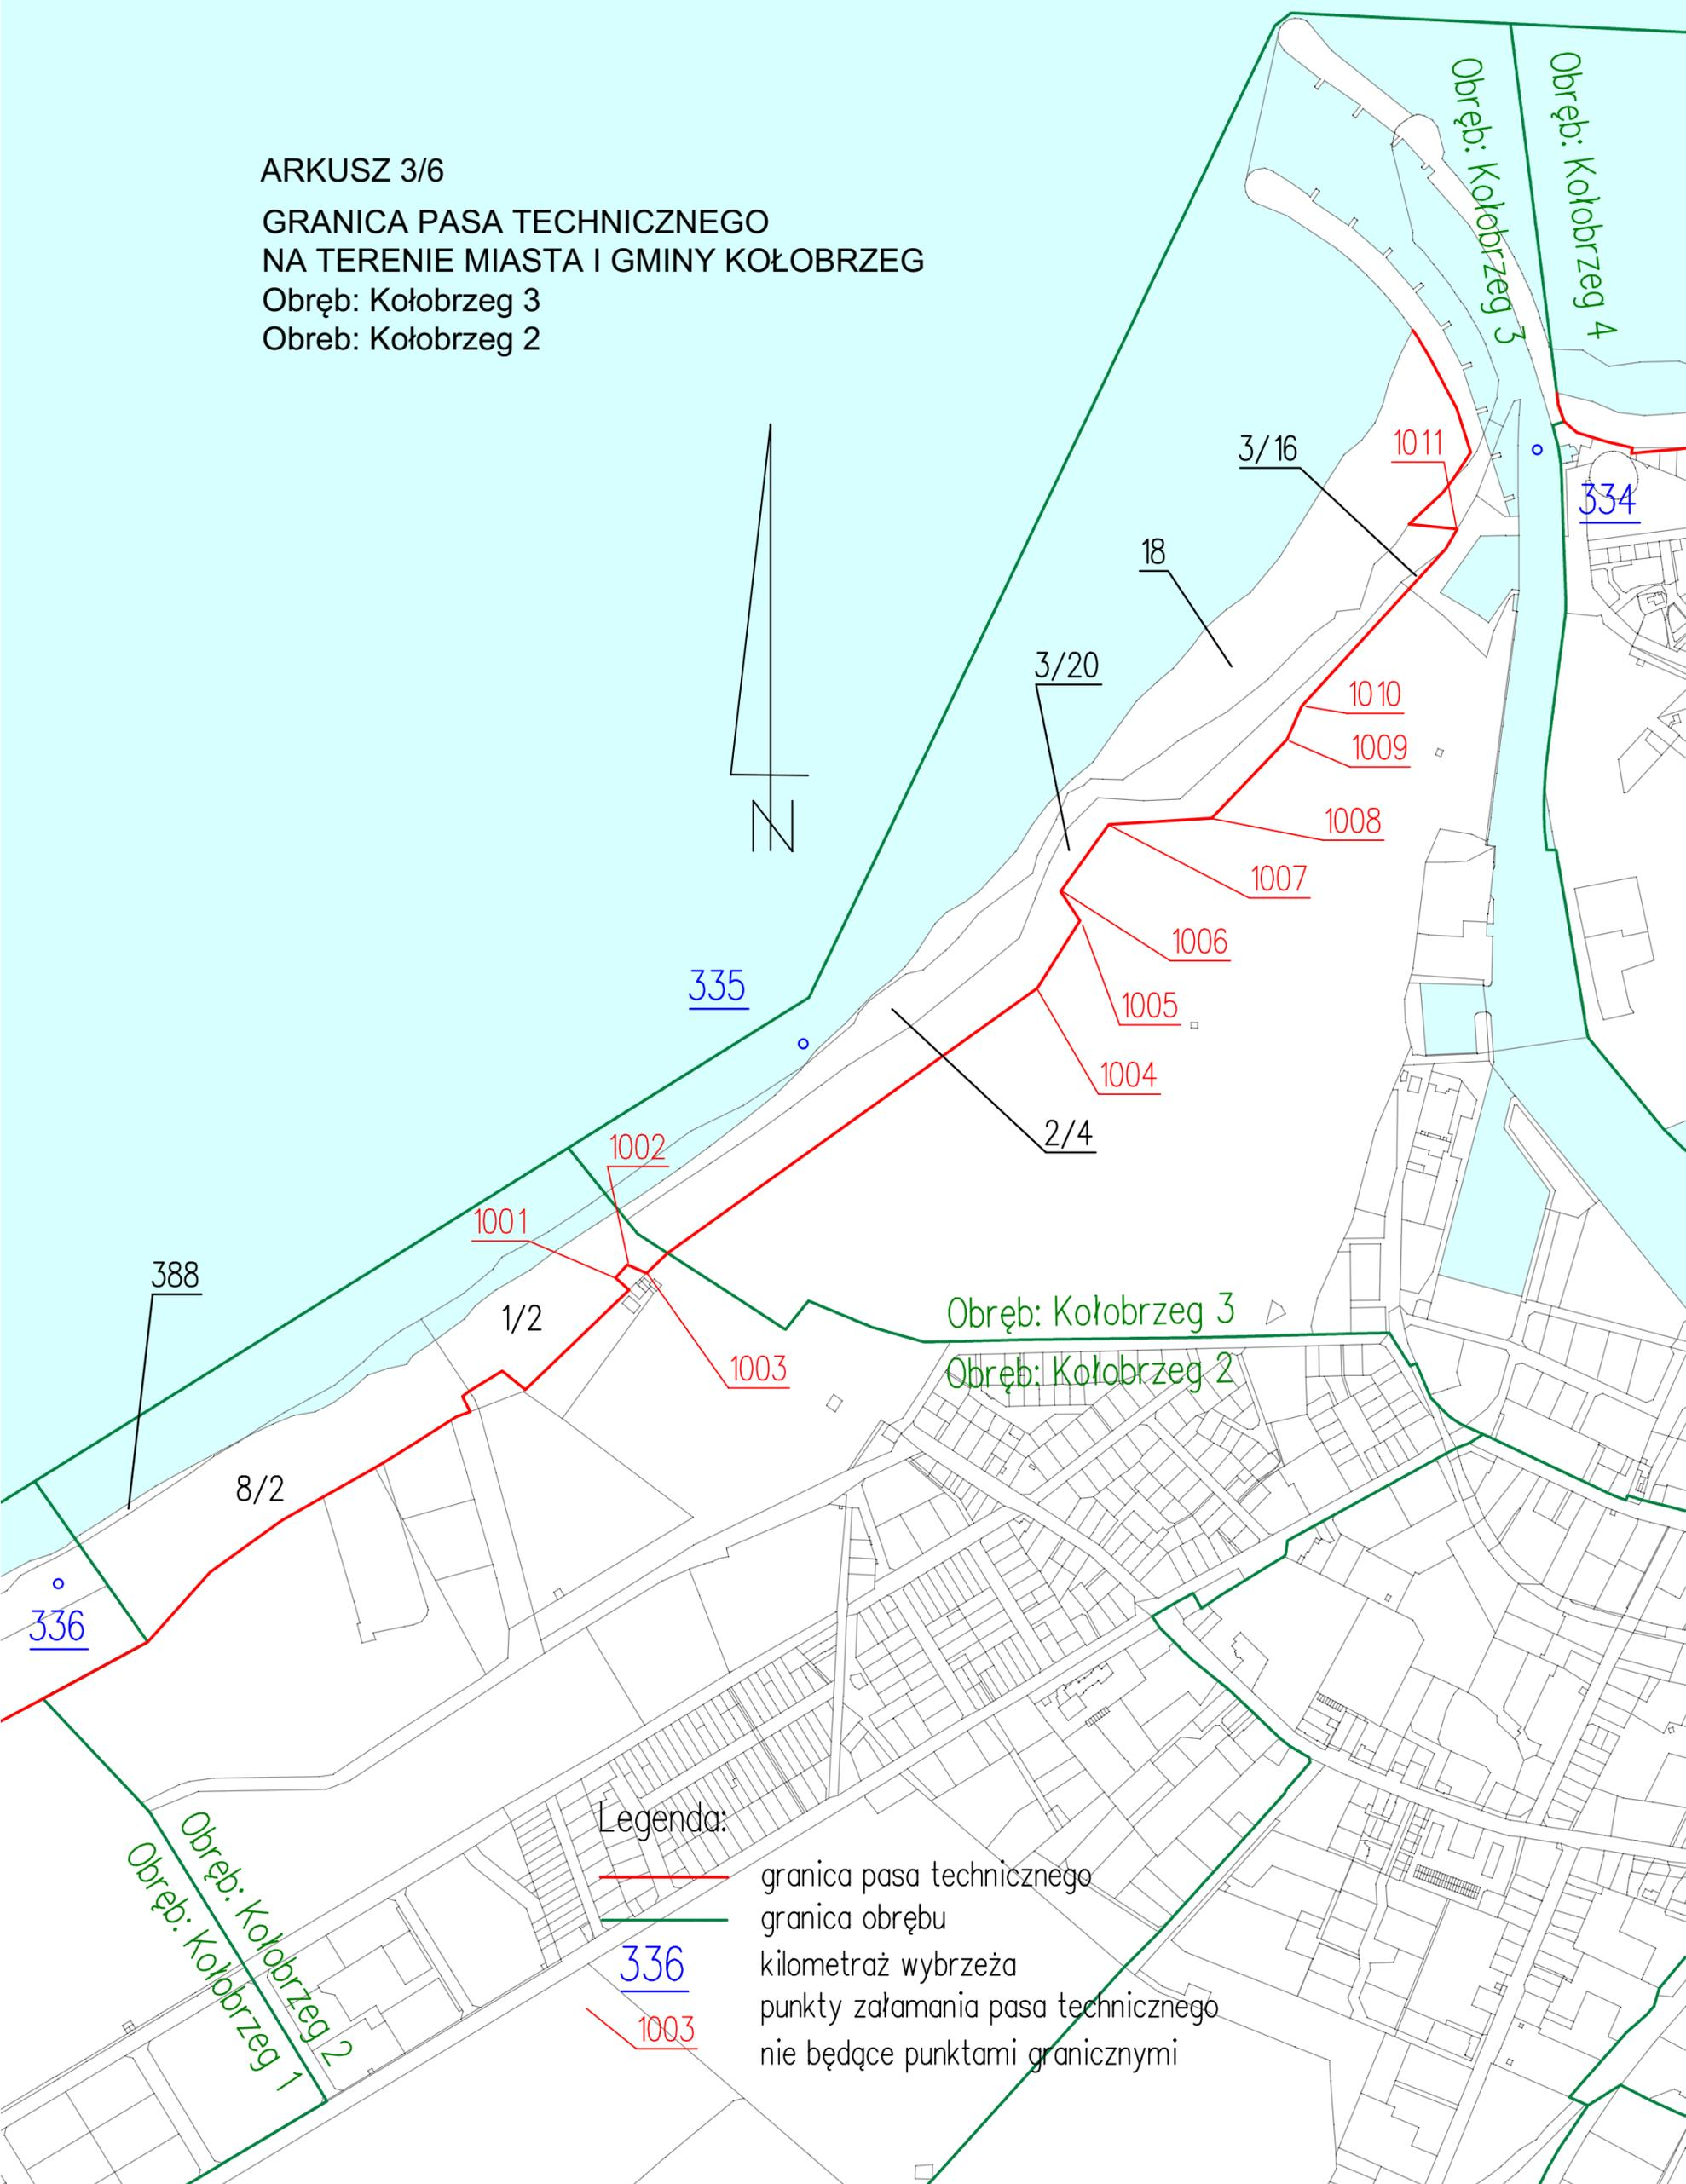 ARKUSZ 3/6
GRANICA PASA TECHNICZNEGO
NA TERENIE MIASTA I GMINY KOŁOBRZEG
Obręb: Kołobrzeg 3
Obreb: Kołobrzeg 2
Obręb: Kołobrzeg 3
Obręb: Kołobrzeg 4
1011
3/16
334
18
3/20
1010
1009
N
1008
1007
1006
335
1005
1004
2/4
1002
1001
388
1/2
Obręb: Kołobrzeg 3
1003
Obręb: Kołobrzeg 2
8/2
336
Obręb: Kołobrzeg 2
Obręb: Kołobrzeg 1
Legenda:
granica pasa technicznego
granica obrębu
336
kilometraż wybrzeża
1003
punkty załamania pasa technicznego
nie będące punktami granicznymi